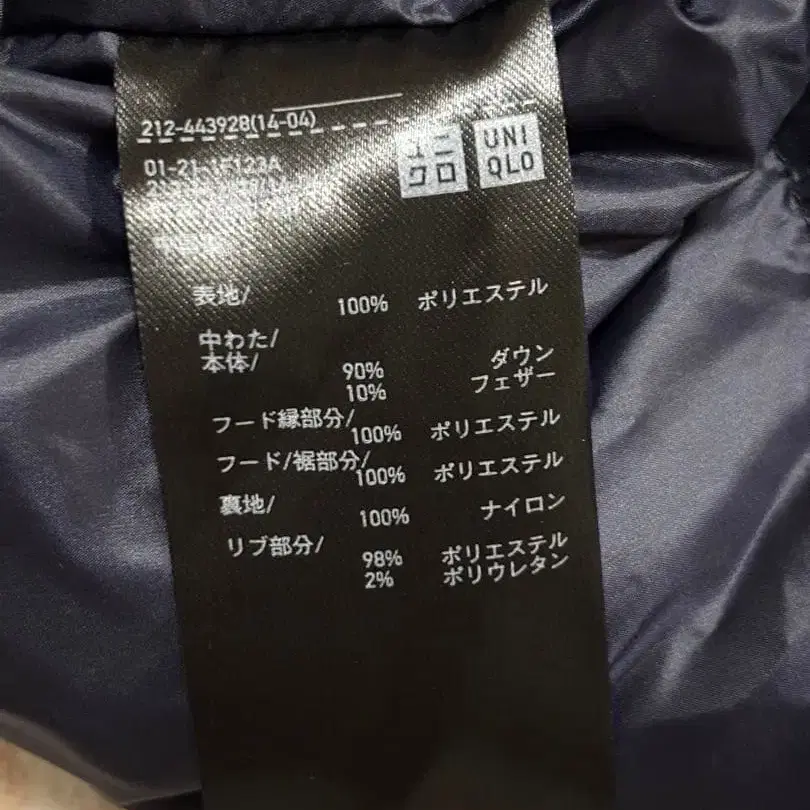 212-443928(14-04)
ユニ
クロ
UNI
QLO
01-21-1F123A
表地/
100% ポリエステル
中わた/
本体/
90% ダウン
10% フェザー
フード縁部分/
100% ポリエステル
フード/裾部分/
100% ポリエステル
裏地/
100% ナイロン
リブ部分/
98% ポリエステル
2% ポリウレタン